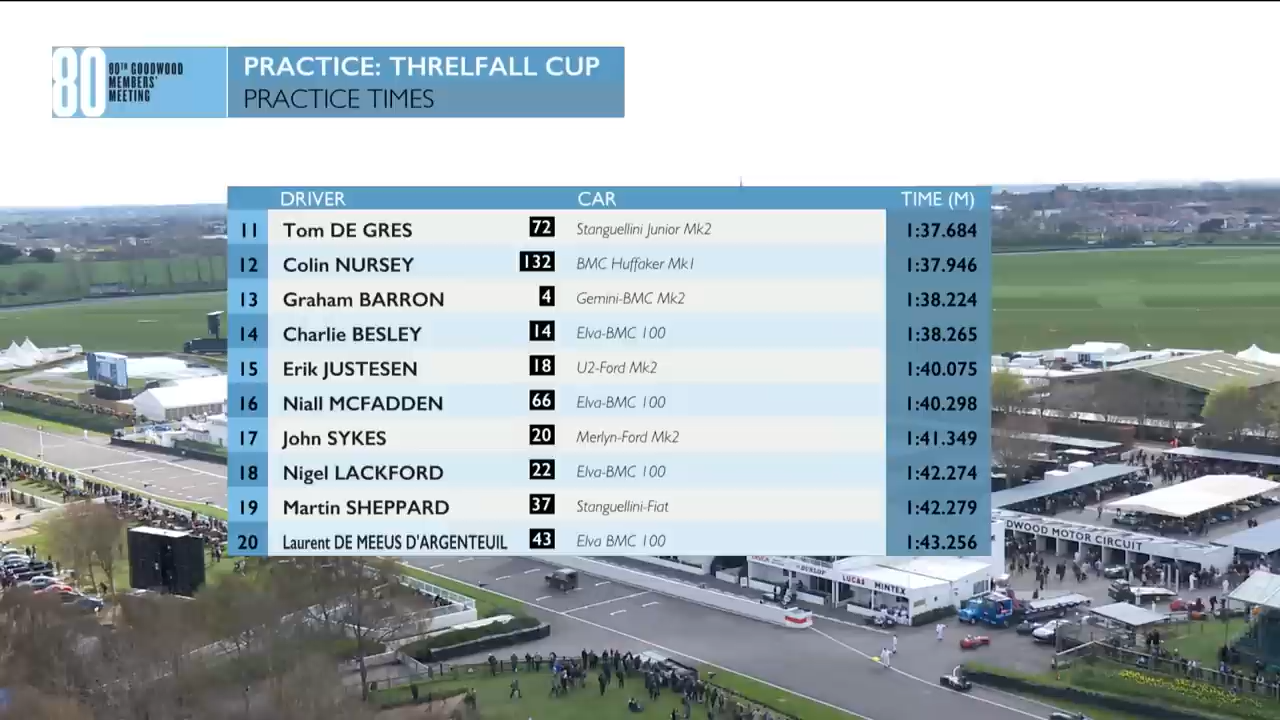 80
80TH GOODWOOD
MEMBERS'
MEETING
PRACTICE: THRELFALL CUP
PRACTICE TIMES
DRIVER CAR TIME (M)
11 Tom DE GRES 72 Stanguellini Junior Mk2 1:37.684
12 Colin NURSEY 132 BMC Huffaker Mk1 1:37.946
13 Graham BARRON 4 Gemini-BMC Mk2 1:38.224
14 Charlie BESLEY 14 Elva-BMC 100 1:38.265
15 Erik JUSTESEN 18 U2-Ford Mk2 1:40.075
16 Niall MCFADDEN 66 Elva-BMC 100 1:40.298
17 John SYKES 20 Merlyn-Ford Mk2 1:41.349
18 Nigel LACKFORD 22 Elva-BMC 100 1:42.274
19 Martin SHEPPARD 37 Stanguellini-Fiat 1:42.279
20 Laurent DE MEEUS D'ARGENTEUIL 43 Elva BMC 100 1:43.256
DWOOD MOTOR CIRCUIT
DUNLOP LUCAS MINTEX